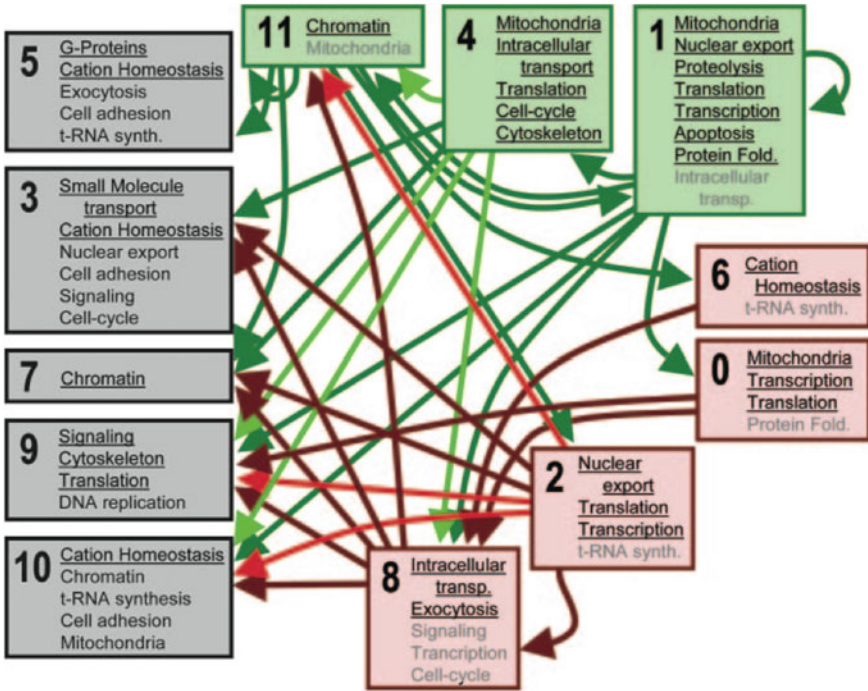 5
G-Proteins
Cation Homeostasis
Exocytosis
Cell adhesion
t-RNA synth.
11
Chromatin
Mitochondria
4
Mitochondria
Intracellular
transport
Translation
Cell-cycle
Cytoskeleton
1
Mitochondria
Nuclear export
Proteolysis
Translation
Transcription
Apoptosis
Protein Fold.
Intracellular
transp.
3
Small Molecule
transport
Cation Homeostasis
Nuclear export
Cell adhesion
Signaling
Cell-cycle
6
Cation
Homeostasis
t-RNA synth.
7
Chromatin
0
Mitochondria
Transcription
Translation
Protein Fold.
9
Signaling
Cytoskeleton
Translation
DNA replication
2
Nuclear
export
Translation
Transcription
t-RNA synth.
10
Cation Homeostasis
Chromatin
t-RNA synthesis
Cell adhesion
Mitochondria
8
Intracellular
transp.
Exocytosis
Signaling
Trancription
Cell-cycle